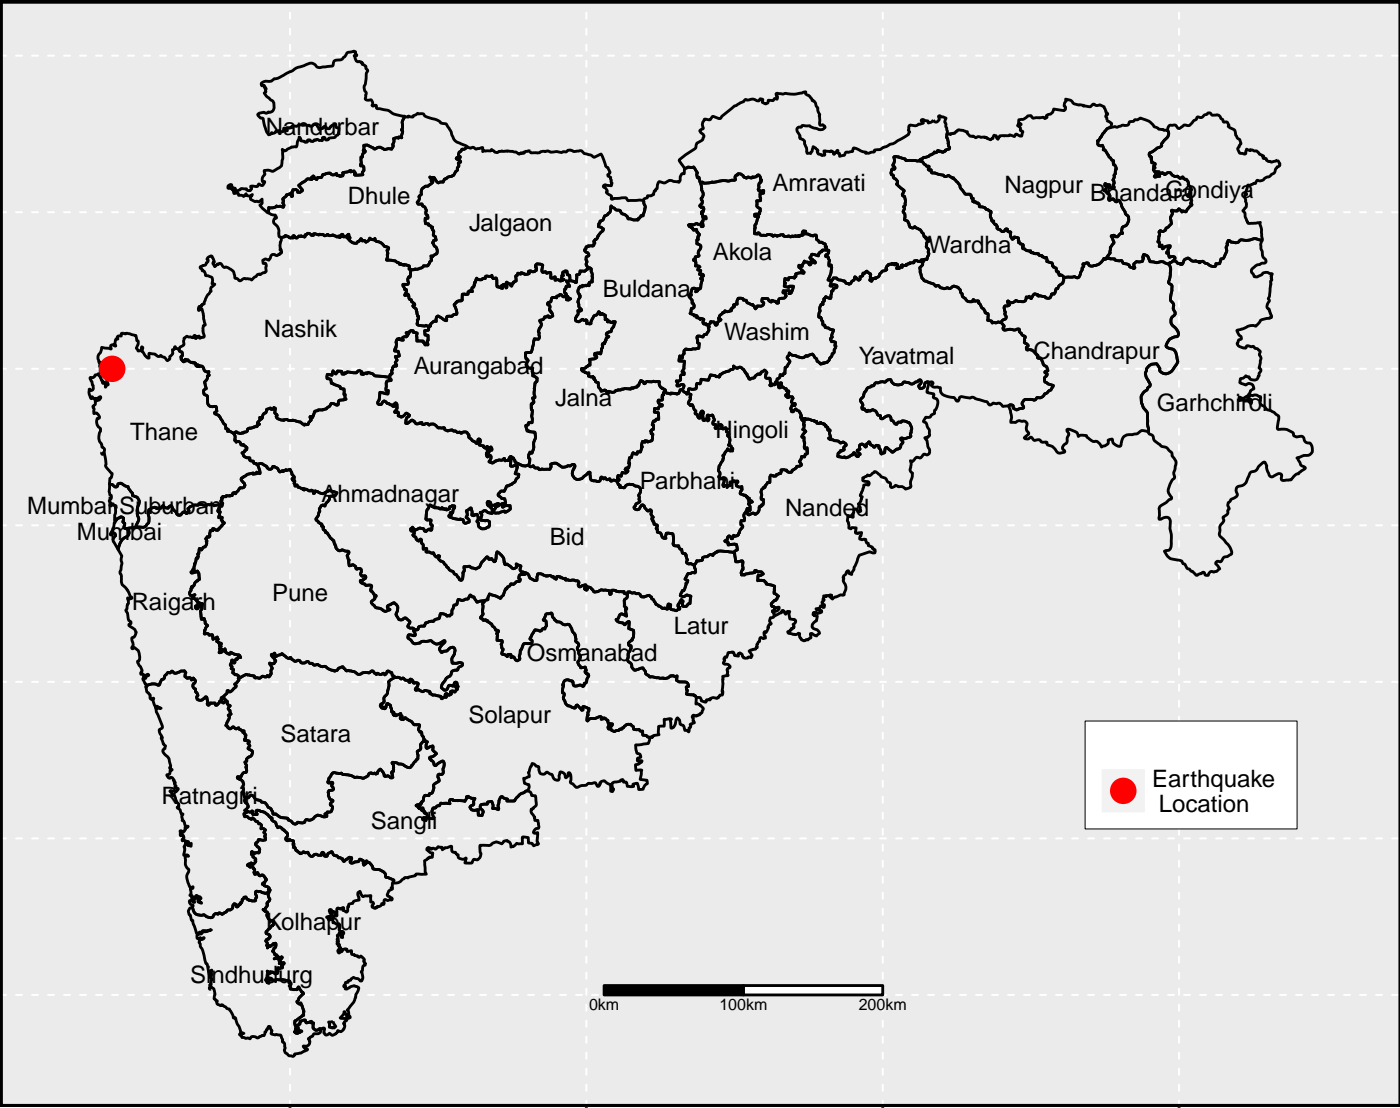 Nandurbar
Dhule
Jalgaon
Amravati
Nagpur
Bhandara
Gondiya
Akola
Wardha
Buldana
Nashik
Washim
Aurangabad
Yavatmal
Chandrapur
Jalna
Garhchiroli
Thane
Hingoli
Parbhani
Ahmadnagar
Mumbai Suburban
Nanded
Mumbai
Bid
Pune
Raigarh
Latur
Osmanabad
Solapur
Satara
Earthquake
Location
Ratnagiri
Sangli
Kolhapur
Sindhudurg
0km
100km
200km